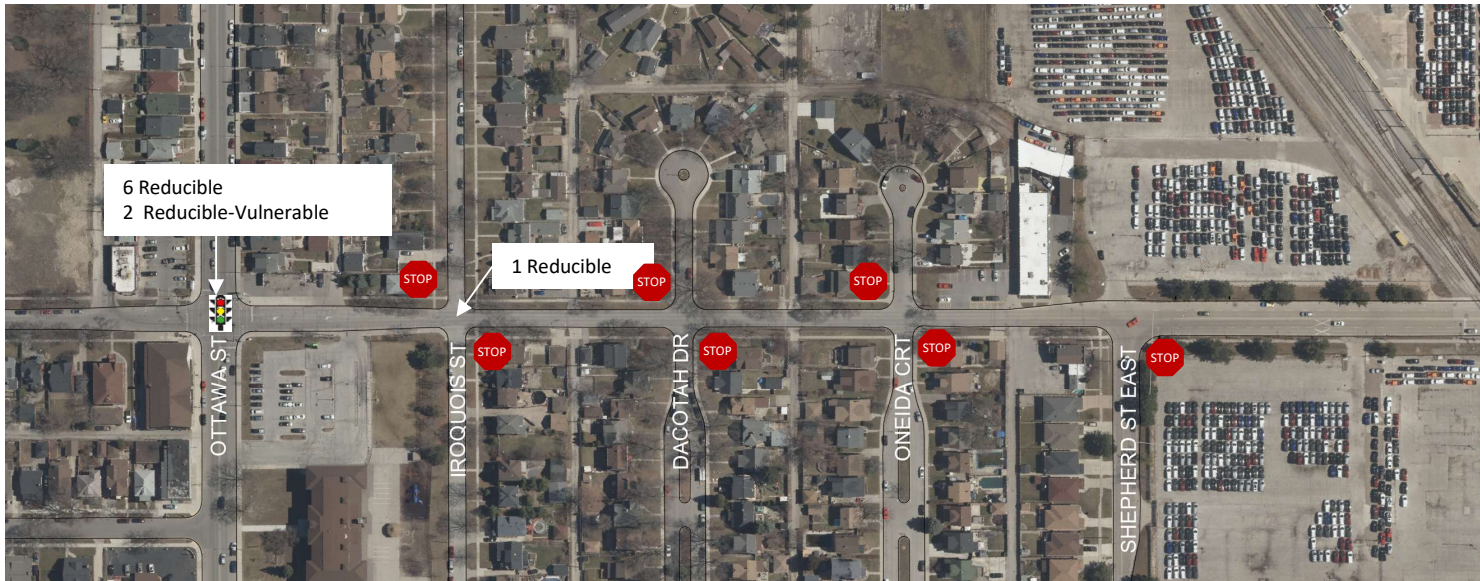 6 Reducible
2 Reducible-Vulnerable
1 Reducible
STOP
STOP
STOP
STOP
STOP
STOP
STOP
OTTAWA ST
IROQUOIS ST
DACOTAH DR
ONEIDA CRT
SHEPHERD ST EAST